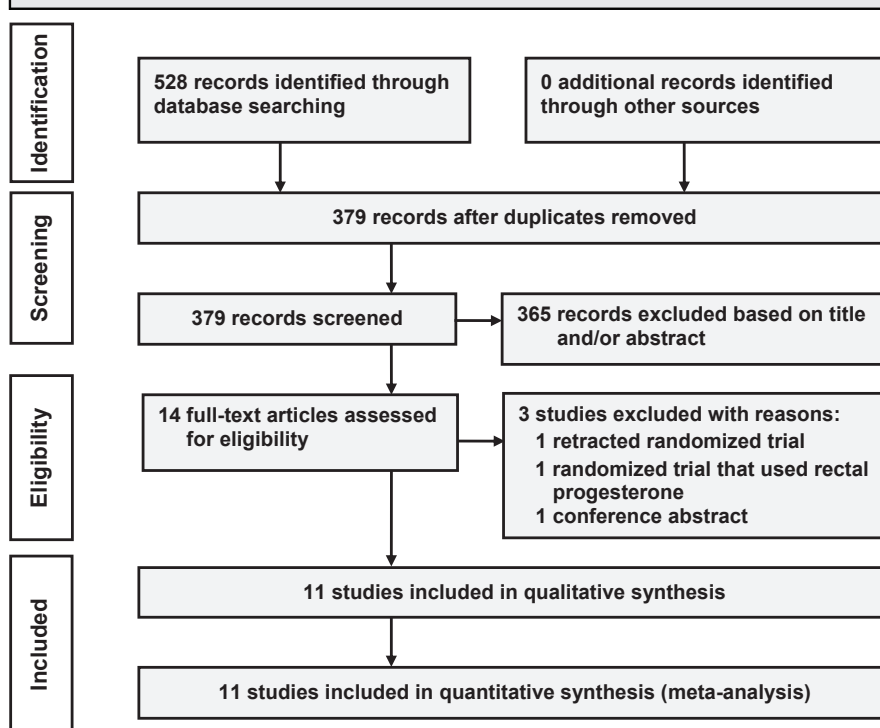 Identification
528 records identified through
database searching
0 additional records identified
through other sources
Screening
379 records after duplicates removed
379 records screened
365 records excluded based on title
and/or abstract
Eligibility
14 full-text articles assessed
for eligibility
3 studies excluded with reasons:
1 retracted randomized trial
1 randomized trial that used rectal
progesterone
1 conference abstract
Included
11 studies included in qualitative synthesis
11 studies included in quantitative synthesis (meta-analysis)